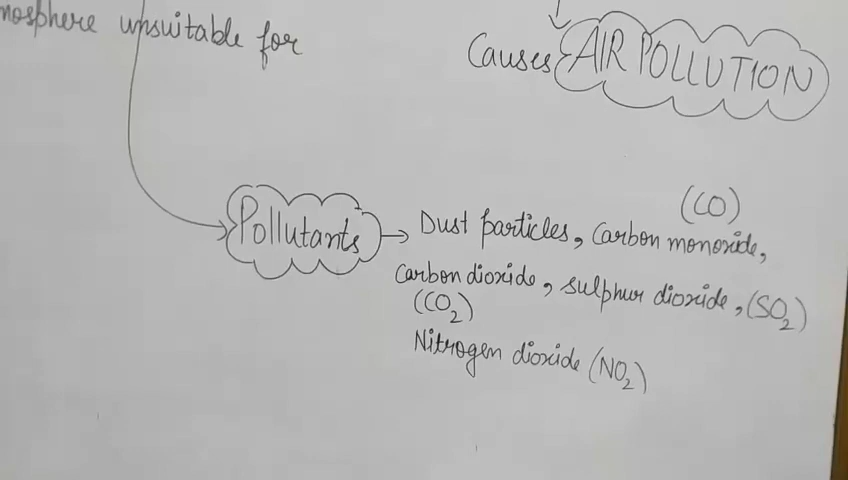 unsuitable for
Causes AIR POLLUTION
(CO)
Pollutants → Dust particles, Carbon monoxide,
Carbon dioxide, Sulphur dioxide, (SO₂)
(CO₂)
Nitrogen dioxide (NO₂)